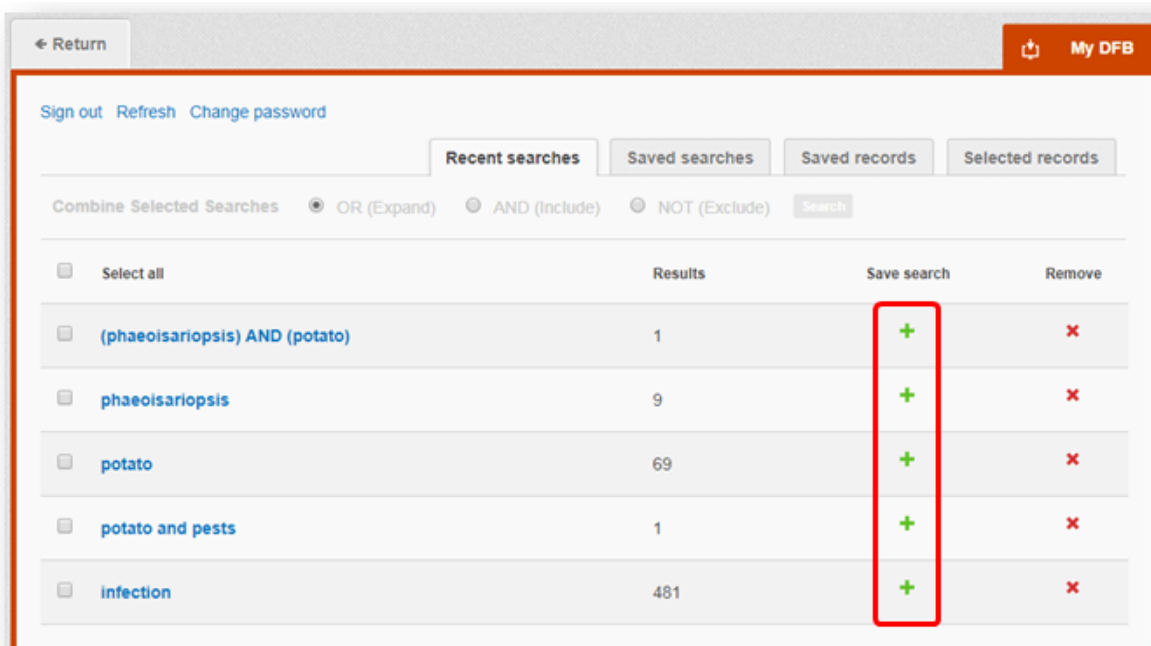 Return
My DFB
Sign out Refresh Change password
Recent searches Saved searches Saved records Selected records
Combine Selected Searches OR (Expand) AND (Include) NOT (Exclude) Search
Select all Results Save search Remove
(phaeoisariopsis) AND (potato) 1
phaeoisariopsis 9
potato 69
potato and pests 1
infection 481